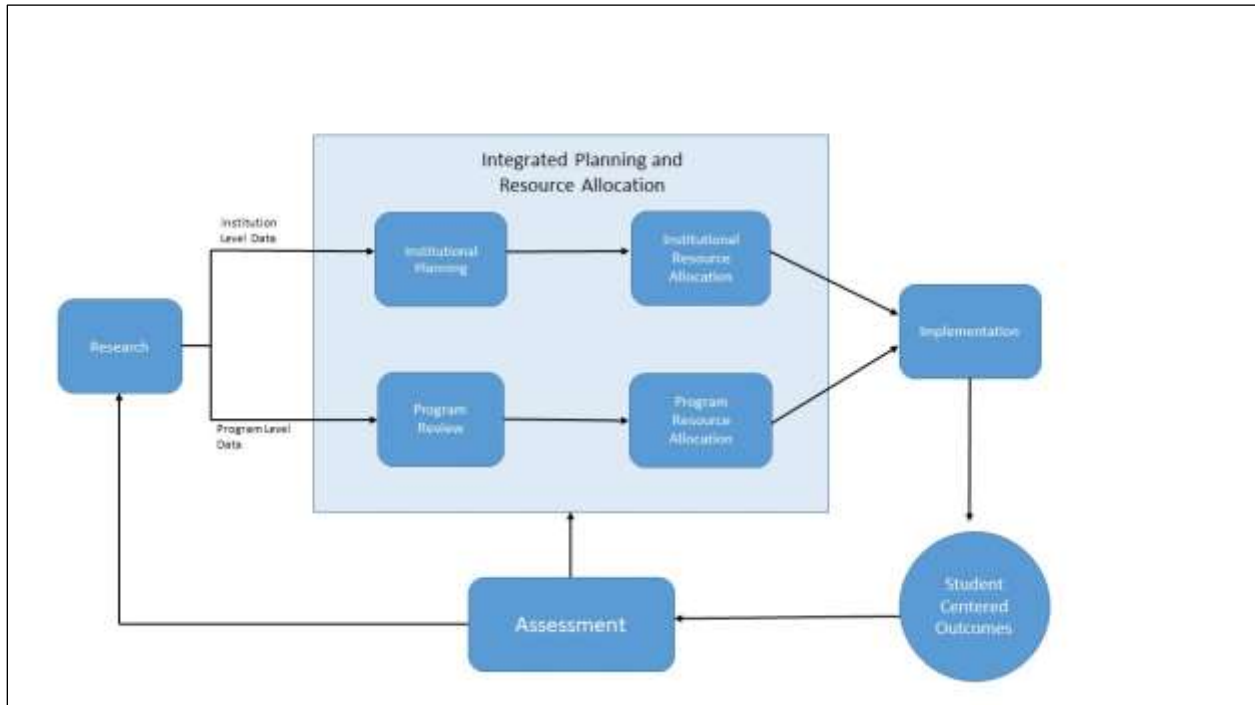 Integrated Planning and
Resource Allocation
Institution
Level Data
Institutional
Planning
Institutional
Resource
Allocation
Research
Implementation
Program Level
Data
Program
Review
Program
Resource
Allocation
Assessment
Student
Centered
Outcomes